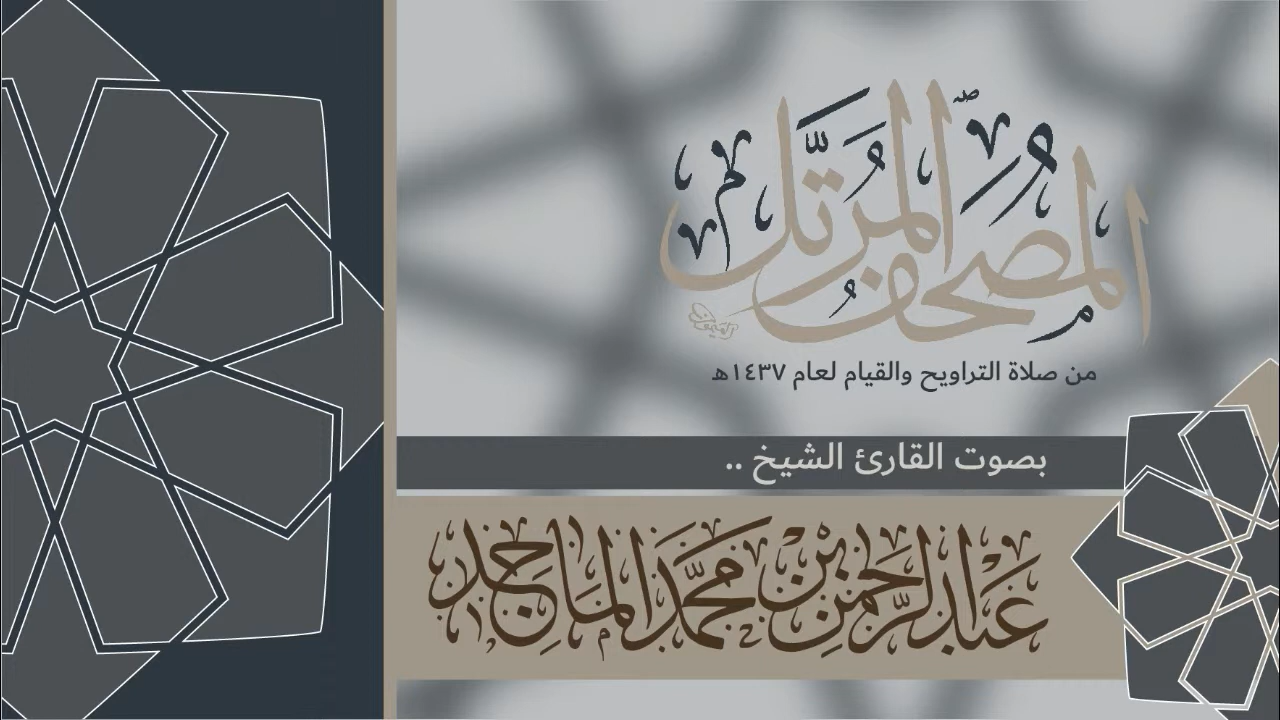 المصحف المرتل
من صلاة التراويح والقيام لعام ١٤٣٧هـ
بصوت القارئ الشيخ ..
عبدالرحمن بن محمد الماجد